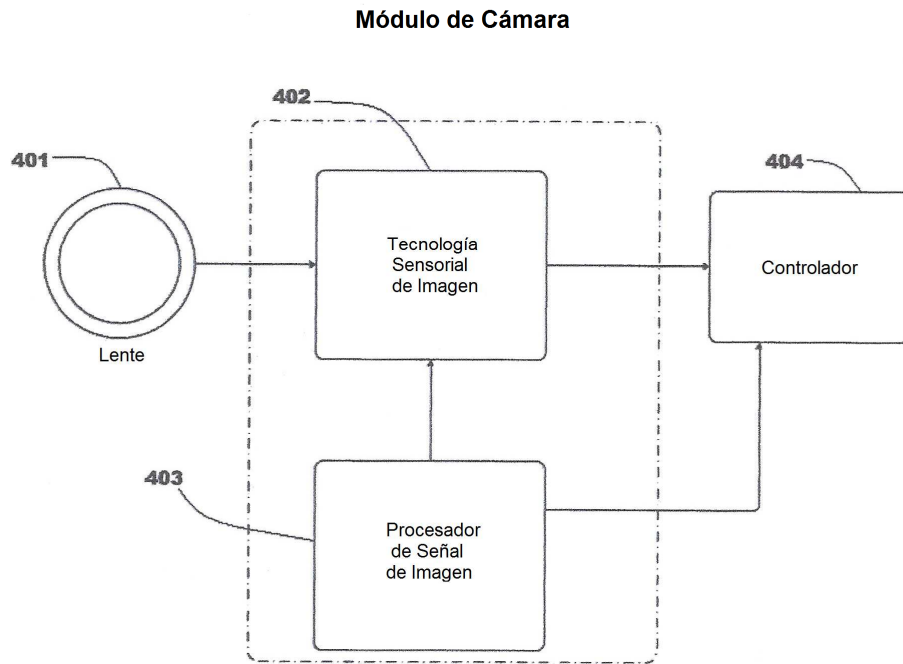 Módulo de Cámara
402
401
404
Tecnología
Sensorial
de Imagen
Controlador
Lente
403
Procesador
de Señal
de Imagen